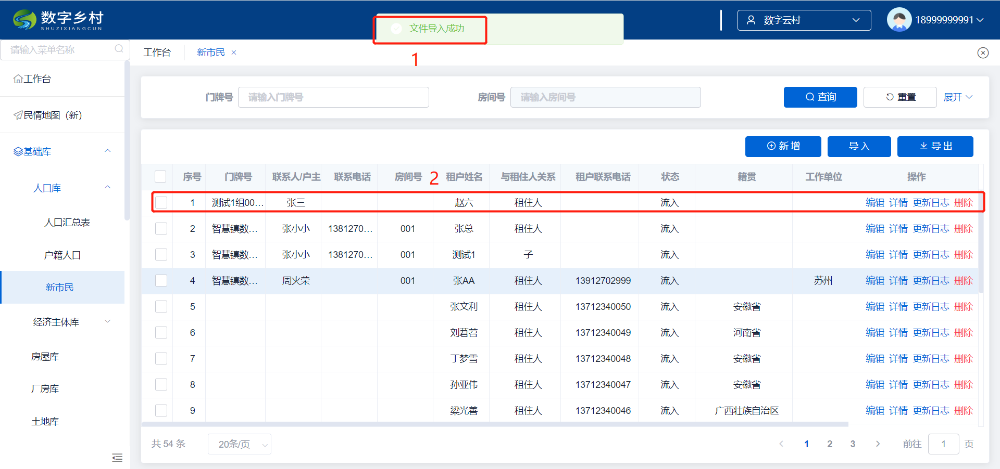 数字乡村
SHUZIXIANGCUN
文件导入成功
1
数字云村
18999999991
请输入菜单名称
工作台
新市民
工作台
民情地图（新）
基础库
人口库
人口汇总表
户籍人口
新市民
经济主体库
房屋库
厂房库
土地库
门牌号 请输入门牌号 房间号 请输入房间号 查询 重置 展开
新增 导入 导出
2
序号 门牌号 联系人/户主 联系电话 房间号 租户姓名 与租住人关系 租户联系电话 状态 籍贯 工作单位 操作
1 测试1组00... 张三 赵六 租住人 流入 编辑 详情 更新日志 删除
2 智慧镇数... 张小小 1381270... 001 张总 租住人 流入 编辑 详情 更新日志 删除
3 智慧镇数... 张小小 1381270... 001 测试1 子 流入 编辑 详情 更新日志 删除
4 智慧镇数... 周火荣 001 张AA 租住人 13912702999 流入 苏州 编辑 详情 更新日志 删除
5 张文利 租住人 13712340050 流入 安徽省 编辑 详情 更新日志 删除
6 刘 租住人 13712340049 流入 河南省 编辑 详情 更新日志 删除
7 丁梦雪 租住人 13712340048 流入 安徽省 编辑 详情 更新日志 删除
8 孙亚伟 租住人 13712340047 流入 安徽省 编辑 详情 更新日志 删除
9 梁光善 租住人 13712340046 流入 广西壮族自治区 编辑 详情 更新日志 删除
共 54 条 20条/页 1 2 3 前往 1 页